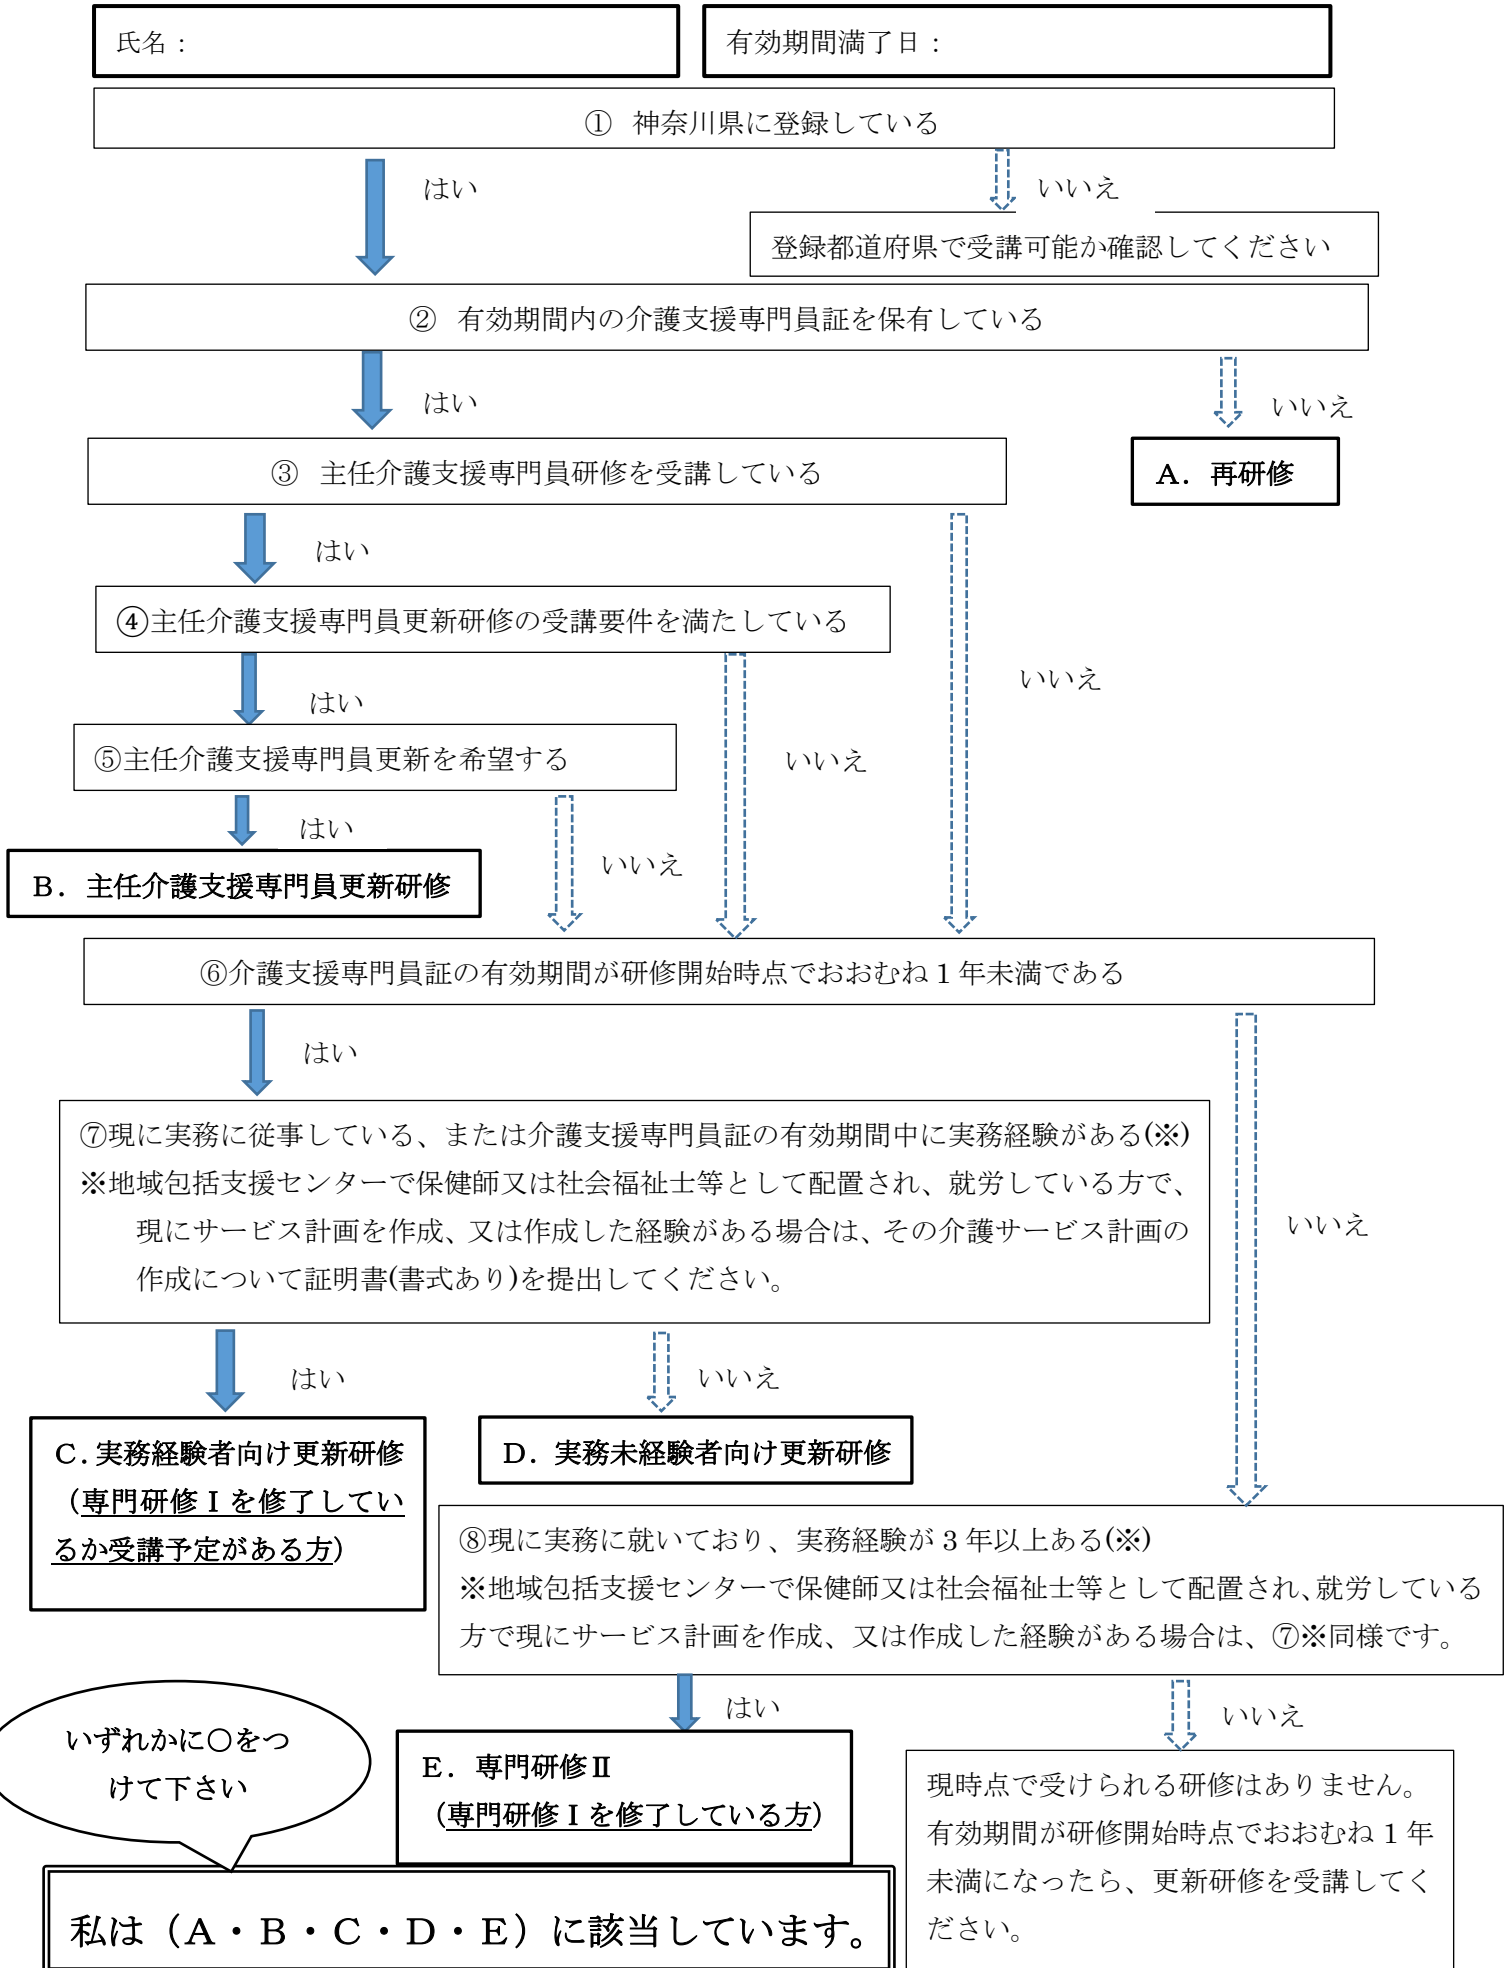 氏名：
有効期間満了日：
① 神奈川県に登録している
はい
いいえ
登録都道府県で受講可能か確認してください
② 有効期間内の介護支援専門員証を保有している
はい
いいえ
③ 主任介護支援専門員研修を受講している
A．再研修
はい
④主任介護支援専門員更新研修の受講要件を満たしている
いいえ
はい
⑤主任介護支援専門員更新を希望する
いいえ
はい
いいえ
B．主任介護支援専門員更新研修
⑥介護支援専門員証の有効期間が研修開始時点でおおむね１年未満である
はい
⑦現に実務に従事している、または介護支援専門員証の有効期間中に実務経験がある(※)
※地域包括支援センターで保健師又は社会福祉士等として配置され、就労している方で、
現にサービス計画を作成、又は作成した経験がある場合は、その介護サービス計画の
作成について証明書(書式あり)を提出してください。
いいえ
はい
いいえ
C.実務経験者向け更新研修
（専門研修Ⅰを修了してい
るか受講予定がある方）
D．実務未経験者向け更新研修
⑧現に実務に就いており、実務経験が３年以上ある(※)
※地域包括支援センターで保健師又は社会福祉士等として配置され、就労している
方で現にサービス計画を作成、又は作成した経験がある場合は、⑦※同様です。
はい
いいえ
いずれかに○をつ
けて下さい
E．専門研修Ⅱ
（専門研修Ⅰを修了している方）
現時点で受けられる研修はありません。
有効期間が研修開始時点でおおむね１年
未満になったら、更新研修を受講してく
ださい。
私は（A・B・C・D・E）に該当しています。